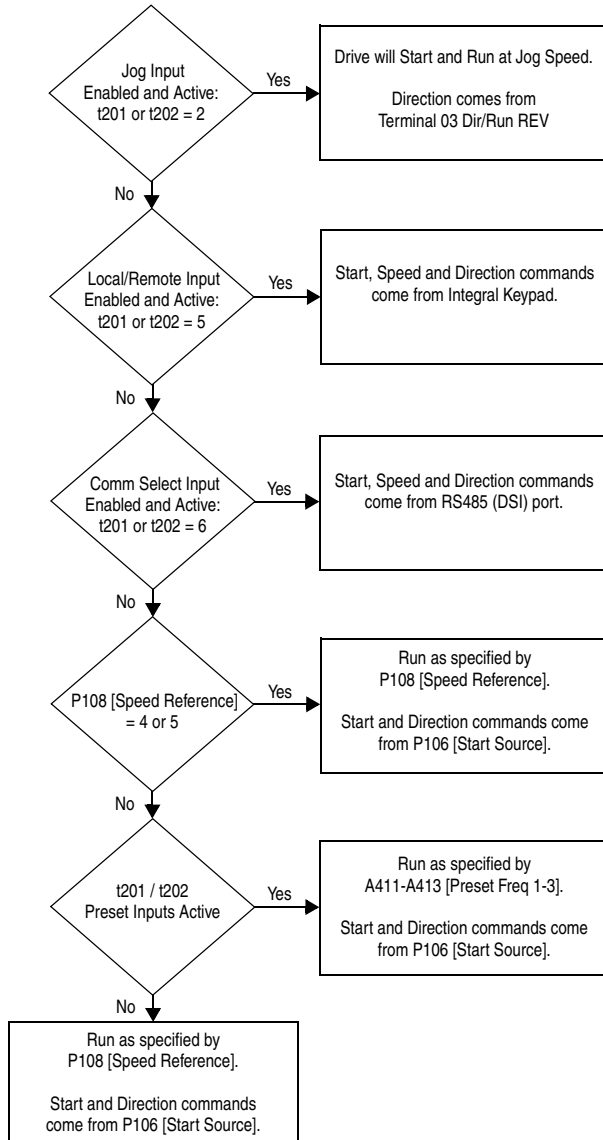 Jog Input
Enabled and Active:
t201 or t202 = 2
Yes
Drive will Start and Run at Jog Speed.
Direction comes from
Terminal 03 Dir/Run REV
No
Local/Remote Input
Enabled and Active:
t201 or t202 = 5
Yes
Start, Speed and Direction commands
come from Integral Keypad.
No
Comm Select Input
Enabled and Active:
t201 or t202 = 6
Yes
Start, Speed and Direction commands
come from RS485 (DSI) port.
No
P108 [Speed Reference]
= 4 or 5
Yes
Run as specified by
P108 [Speed Reference].
Start and Direction commands come
from P106 [Start Source].
No
t201 / t202
Preset Inputs Active
Yes
Run as specified by
A411-A413 [Preset Freq 1-3].
Start and Direction commands come
from P106 [Start Source].
No
Run as specified by
P108 [Speed Reference].
Start and Direction commands
come from P106 [Start Source].